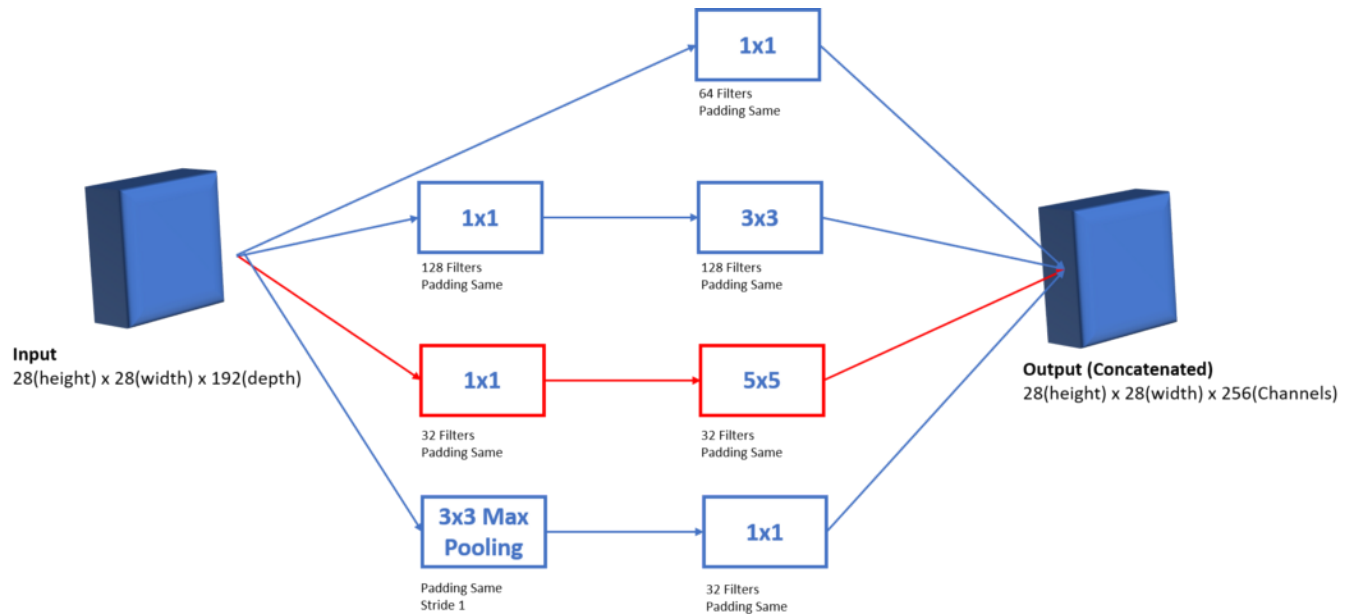 1x1
64 Filters
Padding Same
1x1
128 Filters
Padding Same
3x3
128 Filters
Padding Same
Input
28(height) x 28(width) x 192(depth)
1x1
32 Filters
Padding Same
5x5
32 Filters
Padding Same
Output (Concatenated)
28(height) x 28(width) x 256(Channels)
3x3 Max
Pooling
Padding Same
Stride 1
1x1
32 Filters
Padding Same